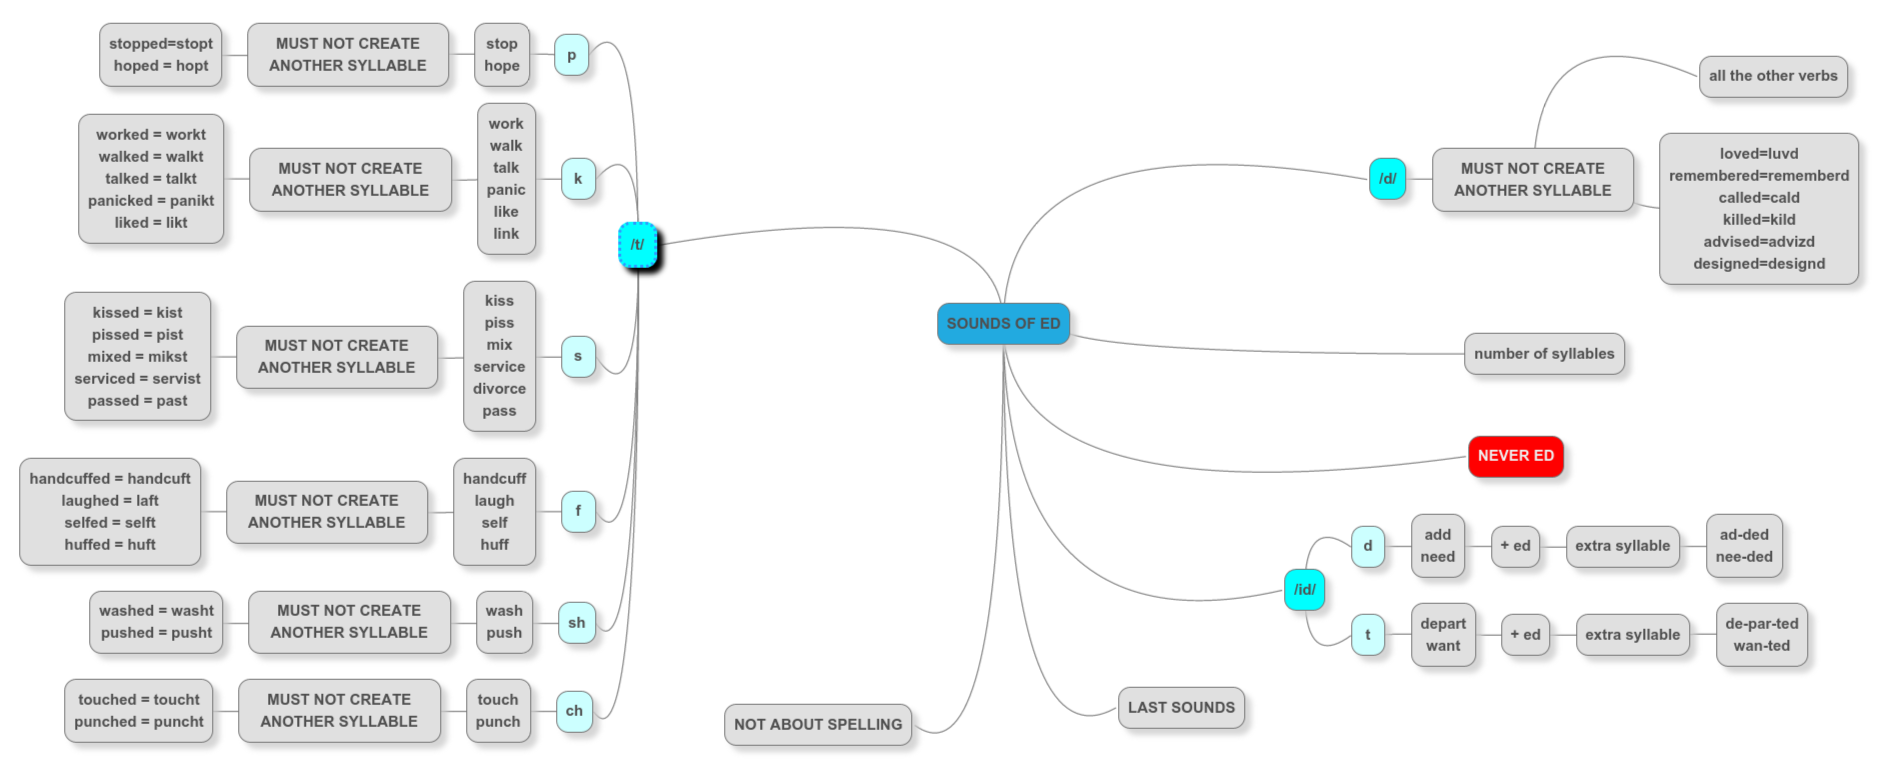 SOUNDS OF ED
/t/
p
stop
hope
MUST NOT CREATE
ANOTHER SYLLABLE
stopped=stopt
hoped = hopt
k
work
walk
talk
panic
like
link
MUST NOT CREATE
ANOTHER SYLLABLE
worked = workt
walked = walkt
talked = talkt
panicked = panikt
liked = likt
s
kiss
piss
mix
service
divorce
pass
MUST NOT CREATE
ANOTHER SYLLABLE
kissed = kist
pissed = pist
mixed = mikst
serviced = servist
passed = past
f
handcuff
laugh
self
huff
MUST NOT CREATE
ANOTHER SYLLABLE
handcuffed = handcuft
laughed = laft
selfed = selft
huffed = huft
sh
wash
push
MUST NOT CREATE
ANOTHER SYLLABLE
washed = washt
pushed = pusht
ch
touch
punch
MUST NOT CREATE
ANOTHER SYLLABLE
touched = toucht
punched = puncht
/d/
MUST NOT CREATE
ANOTHER SYLLABLE
all the other verbs
loved=luvd
remembered=rememberd
called=cald
killed=kild
advised=advizd
designed=designd
number of syllables
NEVER ED
/id/
d
add
need
+ ed
extra syllable
ad-ded
nee-ded
t
depart
want
+ ed
extra syllable
de-par-ted
wan-ted
LAST SOUNDS
NOT ABOUT SPELLING